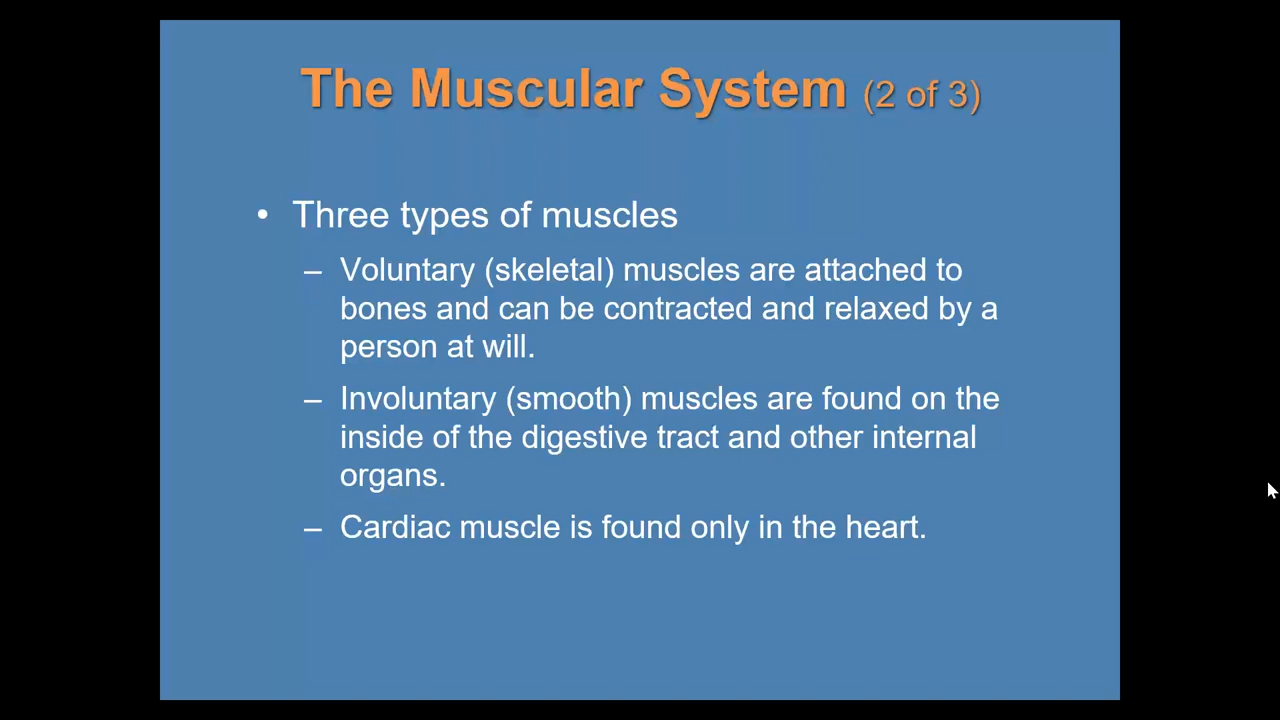 The Muscular System (2 of 3)
• Three types of muscles
– Voluntary (skeletal) muscles are attached to
bones and can be contracted and relaxed by a
person at will.
– Involuntary (smooth) muscles are found on the
inside of the digestive tract and other internal
organs.
– Cardiac muscle is found only in the heart.